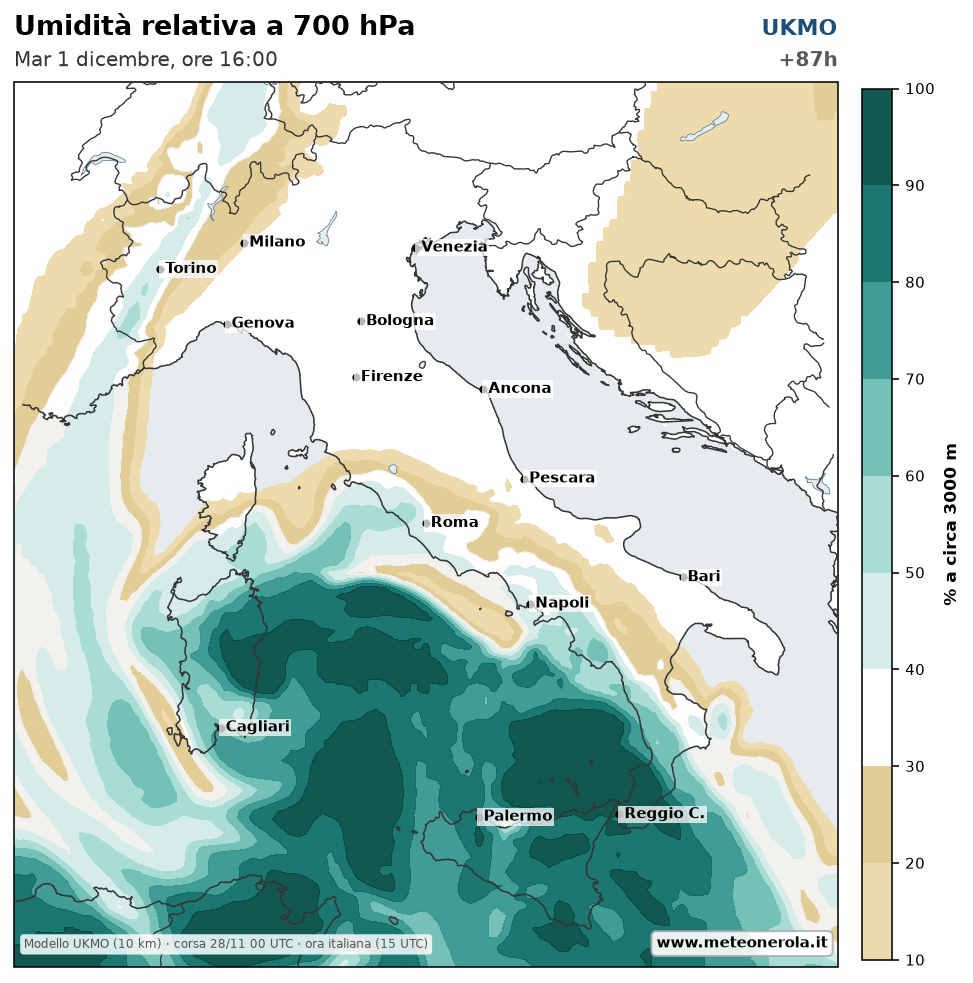 Umidità relativa a 700 hPa
UKMO
Mar 1 dicembre, ore 16:00
+87h
100
90
80
70
60
50
40
30
20
10
% a circa 3000 m
Milano
Venezia
Torino
Genova
Bologna
Firenze
Ancona
Pescara
Roma
Bari
Napoli
Cagliari
Palermo
Reggio C.
Modello UKMO (10 km) · corsa 28/11 00 UTC · ora italiana (15 UTC)
www.meteonerola.it